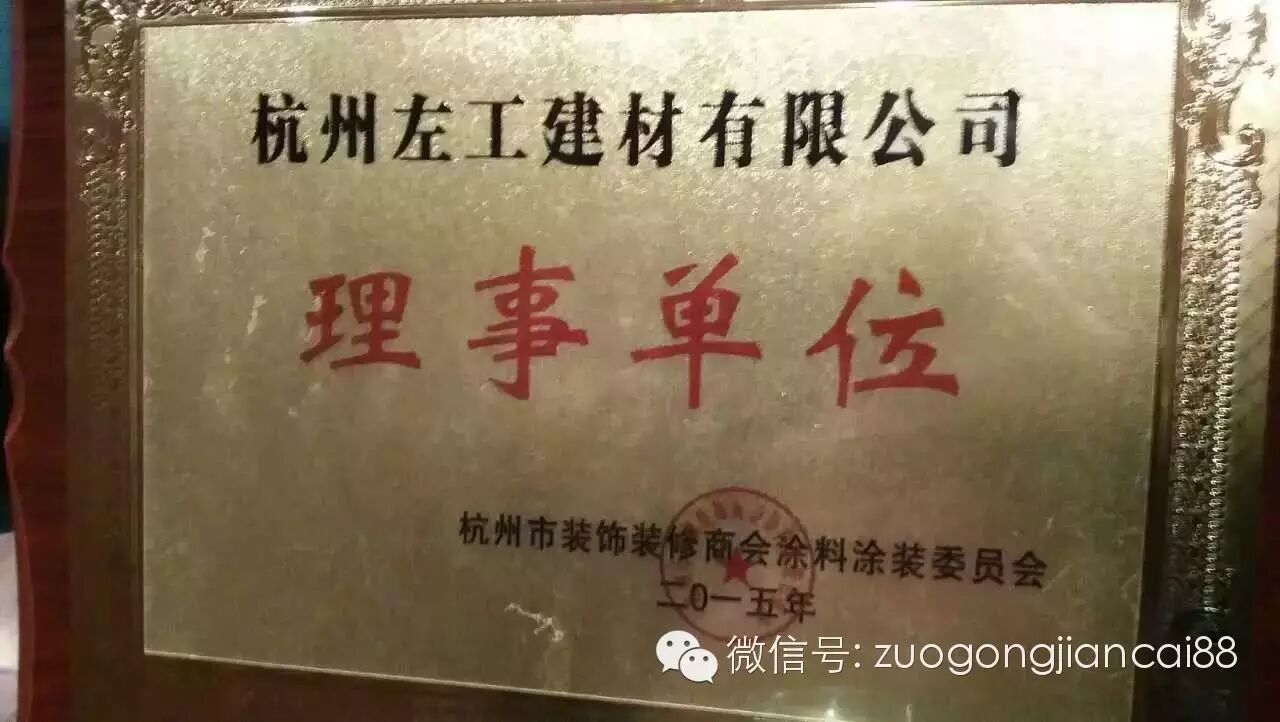 杭州左工建材有限公司
理事单位
杭州市装饰装修商会涂料涂装委员会
二0一五年
微信号: zuogongjiancai88